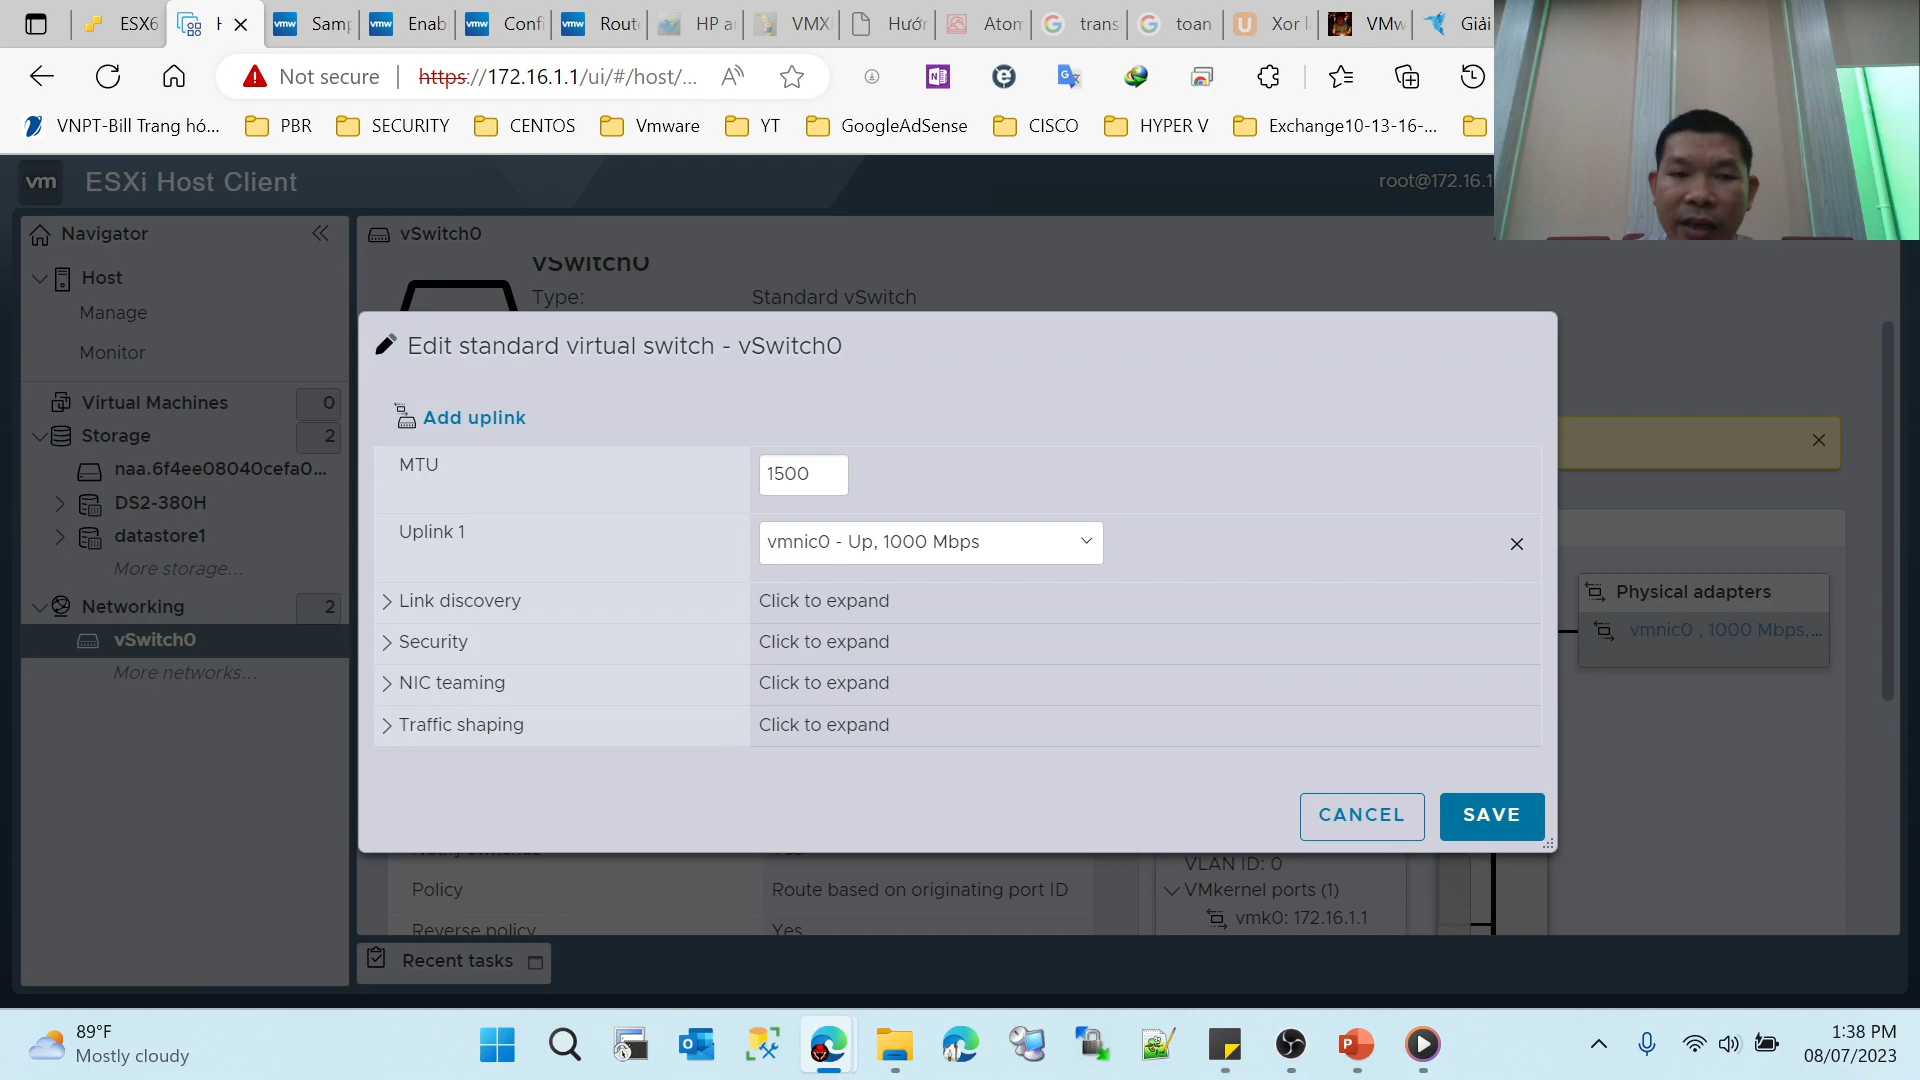 ESX6
H
Samp
Enab
Confi
Route
HP a
VMX
Hướn
Atom
trans
toan
Xor l
VMw
Giải
Not secure
https://172.16.1.1/ui/#/host/...
VNPT-Bill Trang hó...
PBR
SECURITY
CENTOS
Vmware
YT
GoogleAdSense
CISCO
HYPER V
Exchange10-13-16-...
vm
ESXi Host Client
root@172.16.1
Navigator
Host
Manage
Monitor
Virtual Machines
0
Storage
2
naa.6f4ee08040cefa0...
DS2-380H
datastore1
More storage...
Networking
2
vSwitch0
More networks...
vSwitch0
vSwitch0
Type:
Standard vSwitch
Edit standard virtual switch - vSwitch0
Add uplink
MTU
1500
Uplink 1
vmnic0 - Up, 1000 Mbps
Link discovery
Click to expand
Security
Click to expand
NIC teaming
Click to expand
Traffic shaping
Click to expand
CANCEL
SAVE
Physical adapters
vmnic0 , 1000 Mbps,...
Notify switches
Yes
Policy
Route based on originating port ID
Reverse policy
Yes
VLAN ID: 0
VMkernel ports (1)
vmk0: 172.16.1.1
Recent tasks
89°F
Mostly cloudy
1:38 PM
08/07/2023